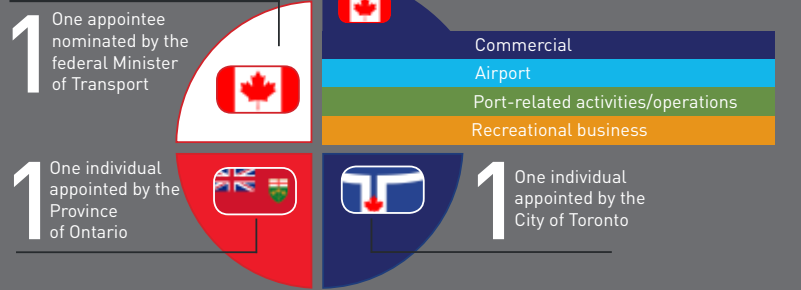 1
One appointee
nominated by the
federal Minister
of Transport
Commercial
Airport
Port-related activities/operations
Recreational business
1
One individual
appointed by the
Province
of Ontario
1
One individual
appointed by the
City of Toronto